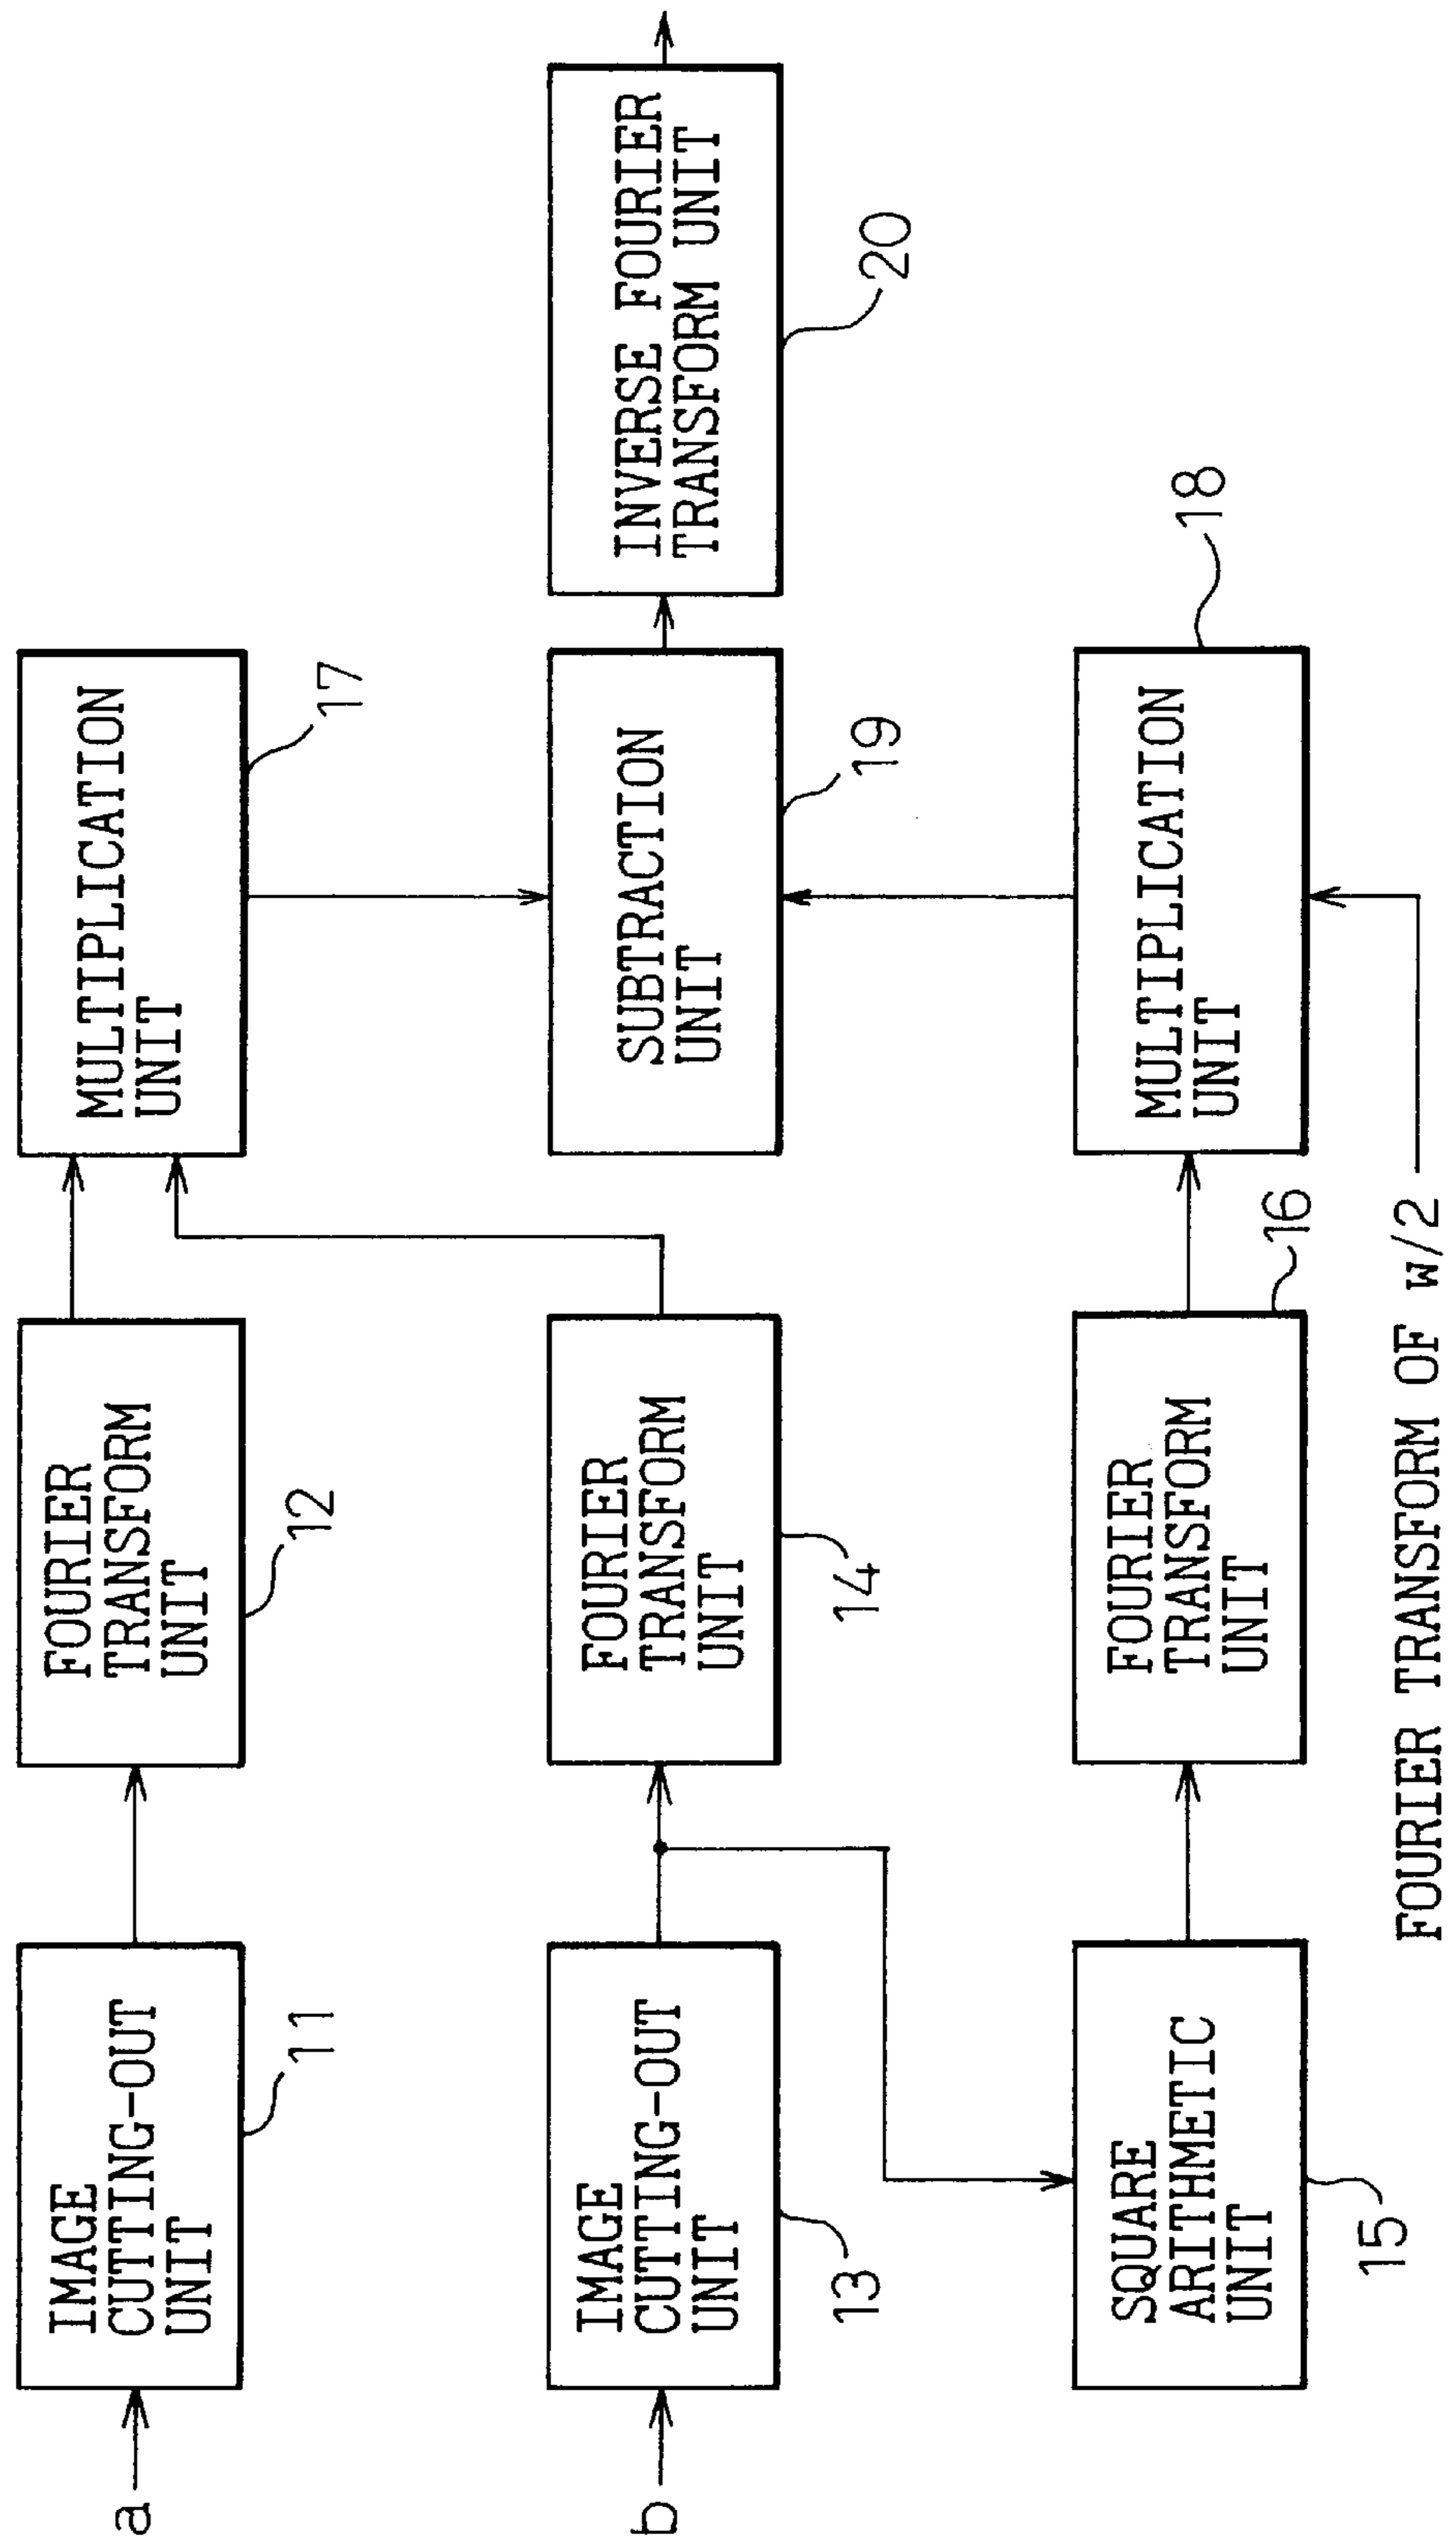 a
IMAGE
CUTTING-OUT
UNIT
11
FOURIER
TRANSFORM
UNIT
12
MULTIPLICATION
UNIT
17
b
IMAGE
CUTTING-OUT
UNIT
13
FOURIER
TRANSFORM
UNIT
14
SUBTRACTION
UNIT
19
INVERSE FOURIER
TRANSFORM UNIT
20
SQUARE
ARITHMETIC
UNIT
15
FOURIER
TRANSFORM
UNIT
16
MULTIPLICATION
UNIT
18
FOURIER TRANSFORM OF w/2